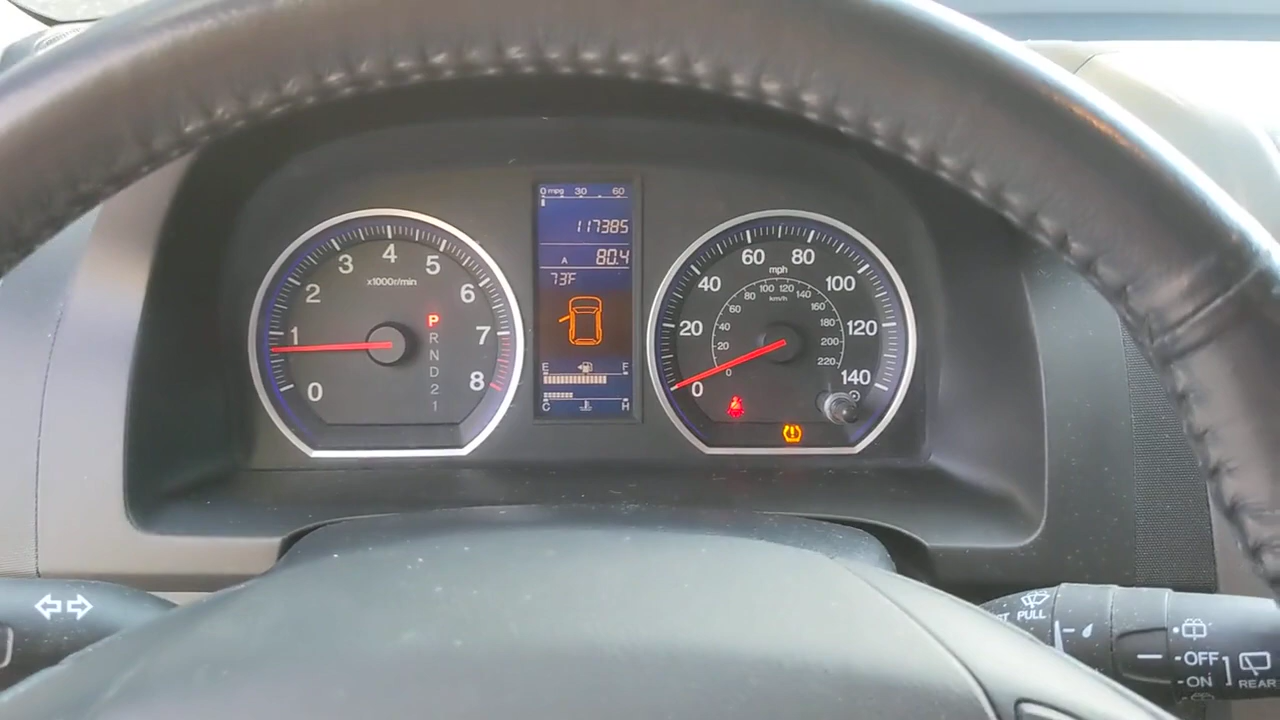 0 mpg 30 60
117385
A 80.4
73F
E F
C H
0 1 2 3 4 5 6 7 8
x1000r/min
P
R
N
D
2
1
0 20 40 60 80 100 120 140
mph
0 20 40 60 80 100 120 140 160 180 200 220
km/h
PULL
OFF
ON
REAR